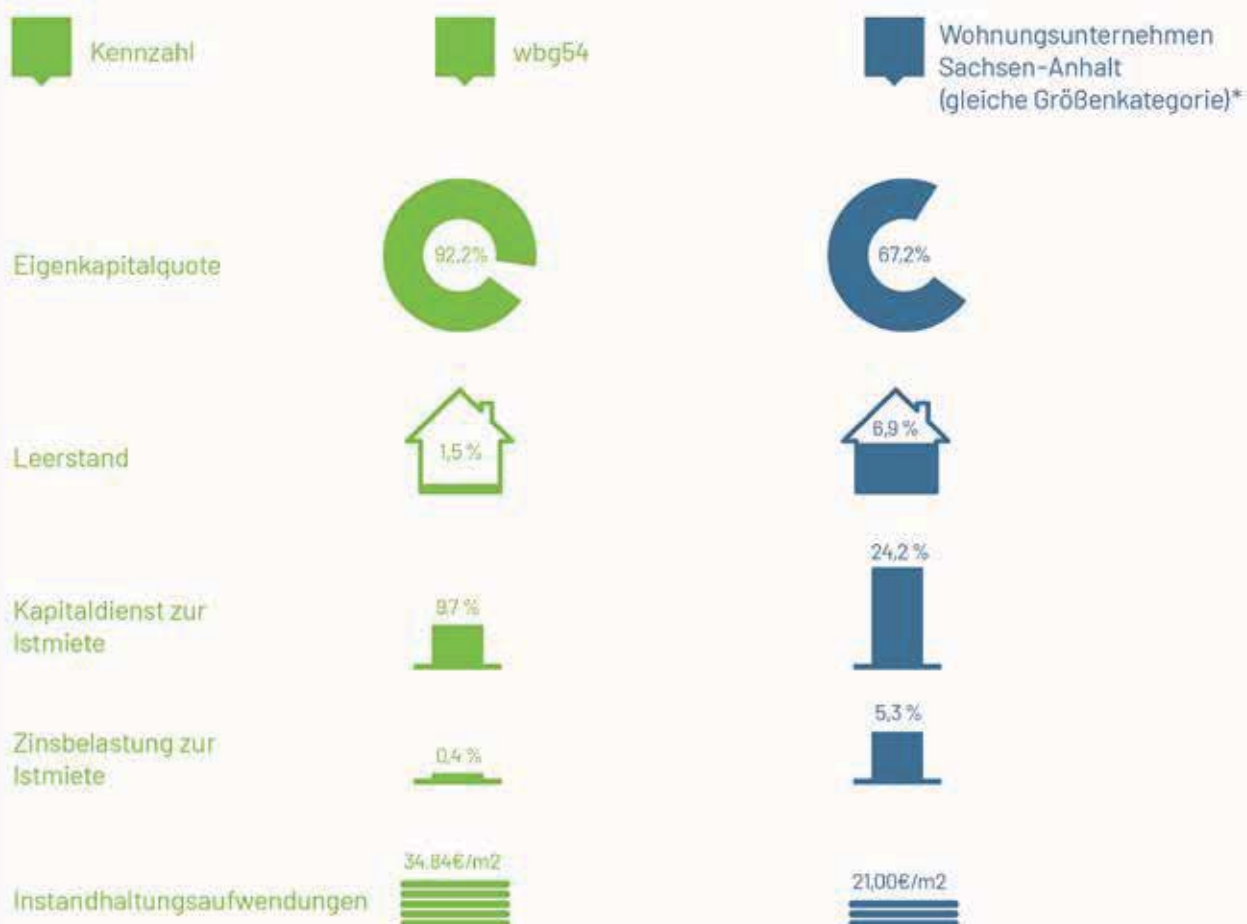 Kennzahl
wbg54
Wohnungsunternehmen
Sachsen-Anhalt
(gleiche Größenkategorie)*
Eigenkapitalquote
92,2%
67,2%
Leerstand
1,5 %
6,9 %
Kapitaldienst zur
Istmiete
9,7 %
24,2 %
Zinsbelastung zur
Istmiete
0,4 %
5,3 %
Instandhaltungsaufwendungen
34.84€/m2
21,00€/m2